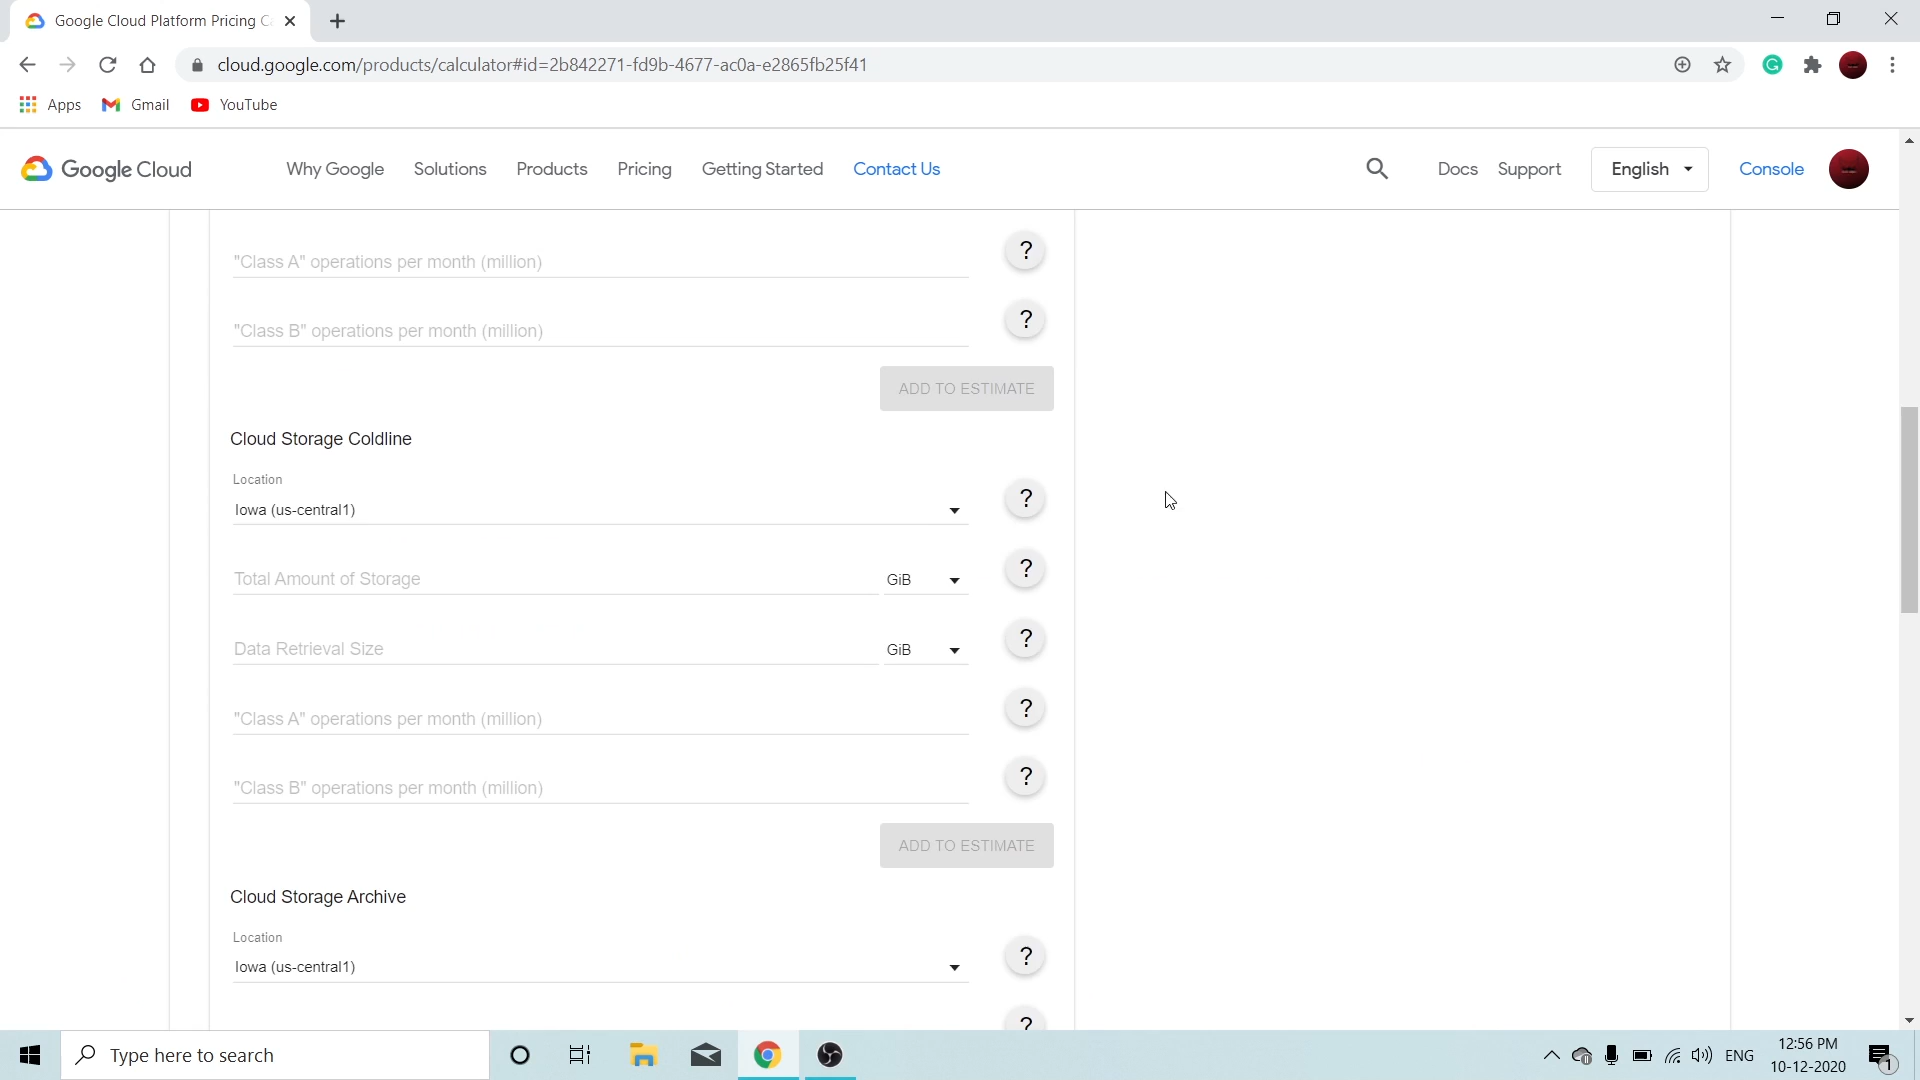 Google Cloud Platform Pricing Ca
cloud.google.com/products/calculator#id=2b842271-fd9b-4677-ac0a-e2865fb25f41
Apps Gmail YouTube
Google Cloud Why Google Solutions Products Pricing Getting Started Contact Us Docs Support English Console
"Class A" operations per month (million) ?
"Class B" operations per month (million) ?
ADD TO ESTIMATE
Cloud Storage Coldline
Location
Iowa (us-central1) ?
Total Amount of Storage GiB ?
Data Retrieval Size GiB ?
"Class A" operations per month (million) ?
"Class B" operations per month (million) ?
ADD TO ESTIMATE
Cloud Storage Archive
Location
Iowa (us-central1) ?
?
Type here to search ENG 12:56 PM
10-12-2020 1